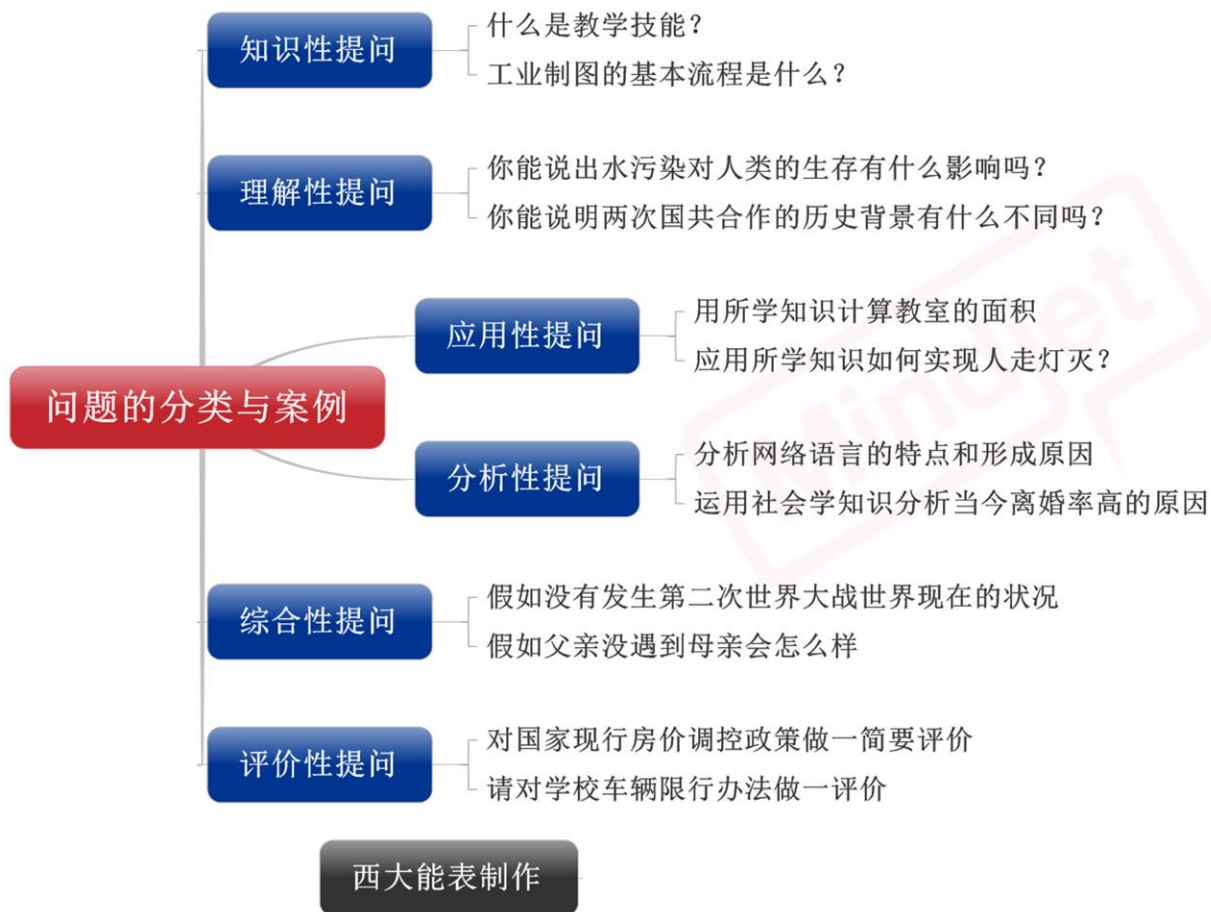 知识性提问
什么是教学技能？
工业制图的基本流程是什么？
理解性提问
你能说出水污染对人类的生存有什么影响吗？
你能说明两次国共合作的历史背景有什么不同吗？
应用性提问
用所学知识计算教室的面积
应用所学知识如何实现人走灯灭？
问题的分类与案例
分析性提问
分析网络语言的特点和形成原因
运用社会学知识分析当今离婚率高的原因
综合性提问
假如没有发生第二次世界大战世界现在的状况
假如父亲没遇到母亲会怎么样
评价性提问
对国家现行房价调控政策做一简要评价
请对学校车辆限行办法做一评价
西大能表制作
Mindjet